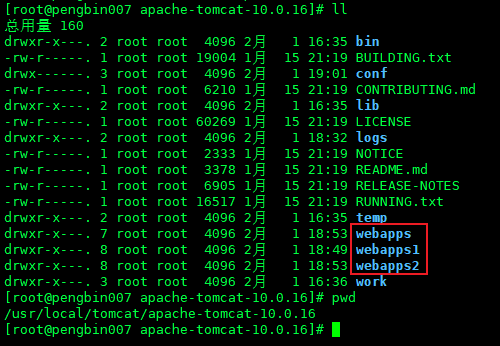 [root@pengbin007 apache-tomcat-10.0.16]# ll
总用量 160
drwxr-x---. 2 root root  4096 2月   1 16:35 bin
-rw-r-----. 1 root root 19004 1月  15 21:19 BUILDING.txt
drwx------. 3 root root  4096 2月   1 19:01 conf
-rw-r-----. 1 root root  6210 1月  15 21:19 CONTRIBUTING.md
drwxr-x---. 2 root root  4096 2月   1 16:35 lib
-rw-r-----. 1 root root 60269 1月  15 21:19 LICENSE
drwxr-x---. 2 root root  4096 2月   1 18:32 logs
-rw-r-----. 1 root root  2333 1月  15 21:19 NOTICE
-rw-r-----. 1 root root  3378 1月  15 21:19 README.md
-rw-r-----. 1 root root  6905 1月  15 21:19 RELEASE-NOTES
-rw-r-----. 1 root root 16517 1月  15 21:19 RUNNING.txt
drwxr-x---. 2 root root  4096 2月   1 16:35 temp
drwxr-x---. 7 root root  4096 2月   1 18:53 webapps
drwxr-x---. 8 root root  4096 2月   1 18:49 webapps1
drwxr-x---. 8 root root  4096 2月   1 18:53 webapps2
drwxr-x---. 3 root root  4096 2月   1 16:36 work
[root@pengbin007 apache-tomcat-10.0.16]# pwd
/usr/local/tomcat/apache-tomcat-10.0.16
[root@pengbin007 apache-tomcat-10.0.16]#